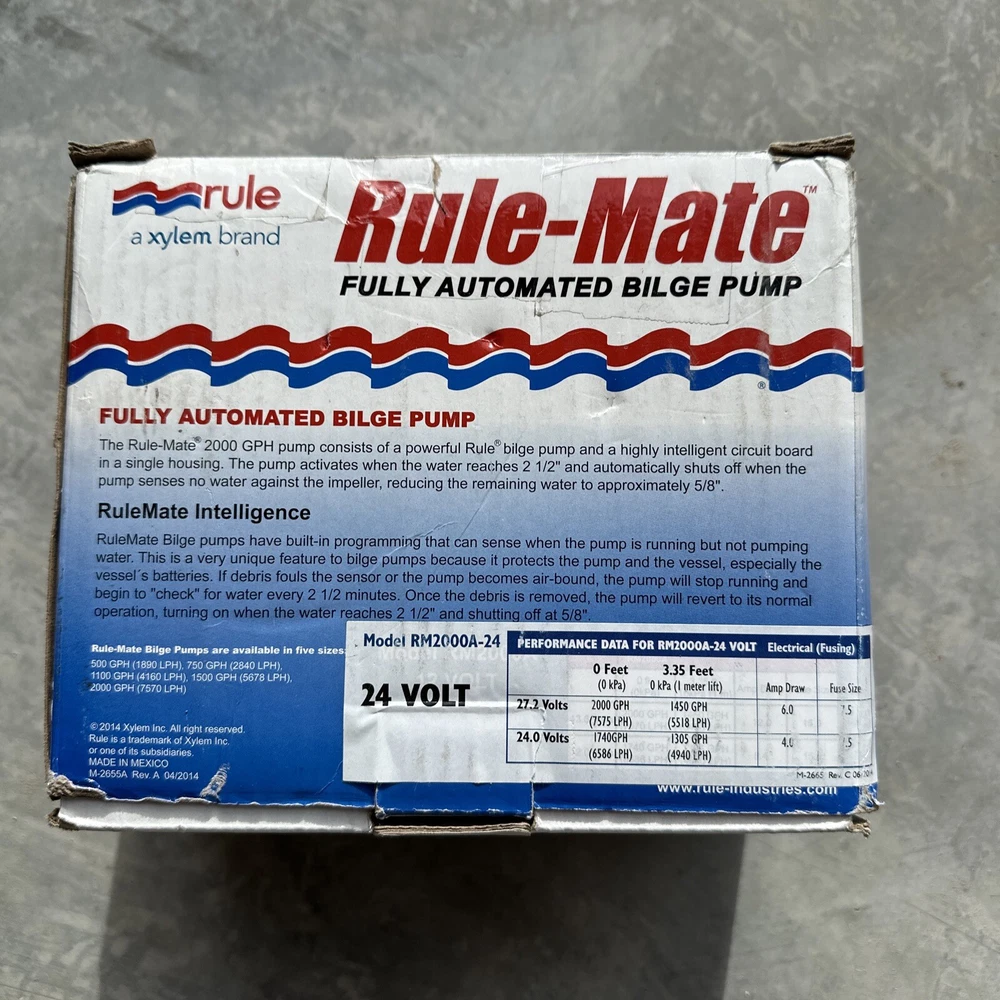 rule
a xylem brand
Rule-Mate™
FULLY AUTOMATED BILGE PUMP
®
FULLY AUTOMATED BILGE PUMP
The Rule-Mate® 2000 GPH pump consists of a powerful Rule® bilge pump and a highly intelligent circuit board
in a single housing. The pump activates when the water reaches 2 1/2" and automatically shuts off when the
pump senses no water against the impeller, reducing the remaining water to approximately 5/8".
RuleMate Intelligence
RuleMate Bilge pumps have built-in programming that can sense when the pump is running but not pumping
water. This is a very unique feature to bilge pumps because it protects the pump and the vessel, especially the
vessel´s batteries. If debris fouls the sensor or the pump becomes air-bound, the pump will stop running and
begin to "check" for water every 2 1/2 minutes. Once the debris is removed, the pump will revert to its normal
operation, turning on when the water reaches 2 1/2" and shutting off at 5/8".
Rule-Mate Bilge Pumps are available in five sizes:
500 GPH (1890 LPH), 750 GPH (2840 LPH),
1100 GPH (4160 LPH), 1500 GPH (5678 LPH),
2000 GPH (7570 LPH)
© 2014 Xylem Inc. All right reserved.
Rule is a trademark of Xylem Inc.
or one of its subsidiaries.
MADE IN MEXICO
M-2655A Rev. A 04/2014
Model RM2000A-24
24 VOLT
PERFORMANCE DATA FOR RM2000A-24 VOLT Electrical (Fusing)
0 Feet 3.35 Feet
(0 kPa) 0 kPa (1 meter lift) Amp Draw Fuse Size
27.2 Volts 2000 GPH 1450 GPH 6.0 7.5
(7575 LPH) (5518 LPH)
24.0 Volts 1740GPH 1305 GPH 4.0 .5
(6586 LPH) (4940 LPH)
M-2665 Rev. C 06
www.rule-industries.com